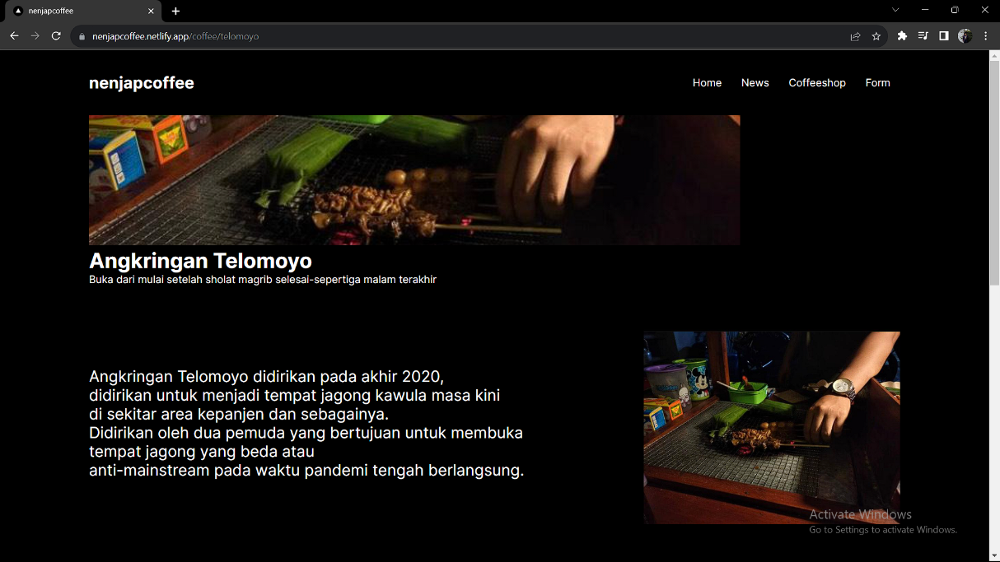 nenjapcoffee
nenjapcoffee.netlify.app/coffee/telomoyo
nenjapcoffee
Home News Coffeeshop Form
Angkringan Telomoyo
Buka dari mulai setelah sholat magrib selesai-sepertiga malam terakhir
Angkringan Telomoyo didirikan pada akhir 2020,
didirikan untuk menjadi tempat jagong kawula masa kini
di sekitar area kepanjen dan sebagainya.
Didirikan oleh dua pemuda yang bertujuan untuk membuka
tempat jagong yang beda atau
anti-mainstream pada waktu pandemi tengah berlangsung.
Activate Windows
Go to Settings to activate Windows.